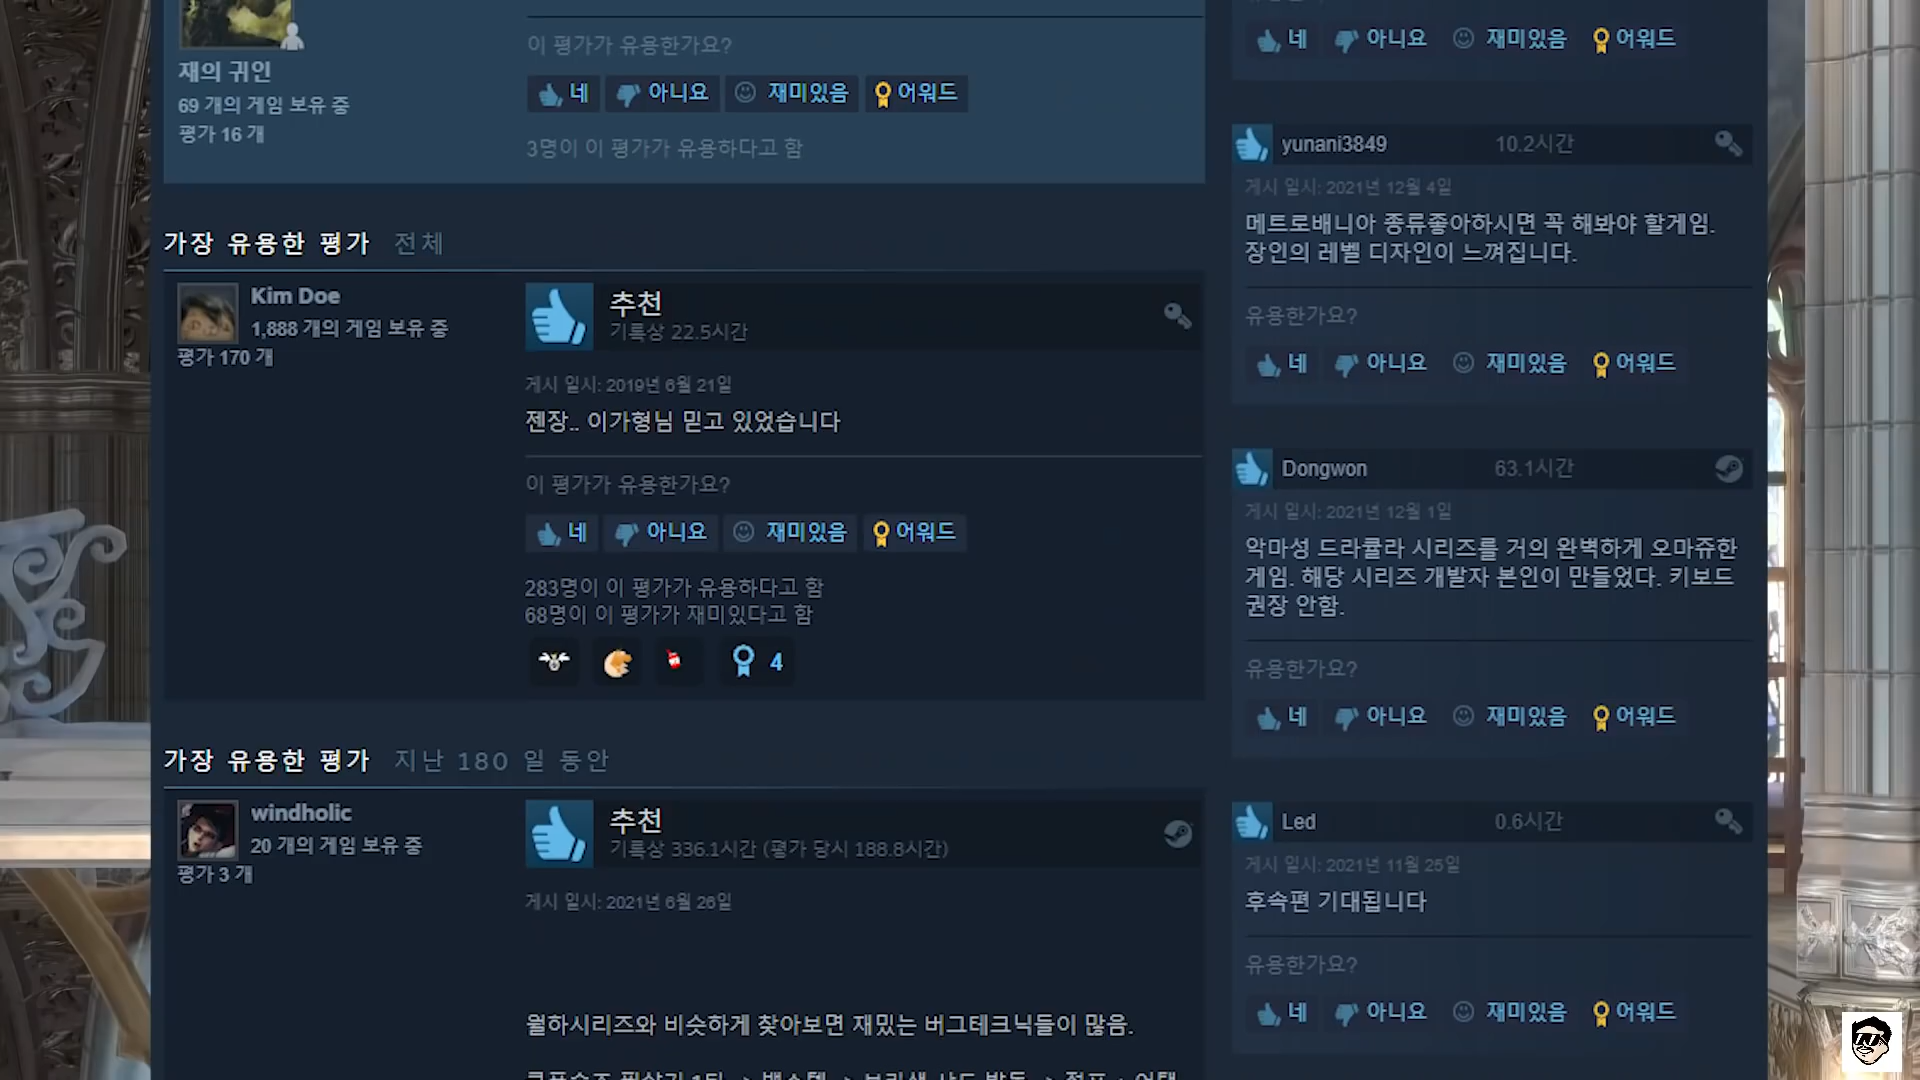 재의 귀인
69 개의 게임 보유 중
평가 16 개
이 평가가 유용한가요?
네 아니요 재미있음 어워드
3명이 이 평가가 유용하다고 함
가장 유용한 평가 전체
Kim Doe
1,888 개의 게임 보유 중
평가 170 개
추천
기록상 22.5시간
게시 일시: 2019년 6월 21일
젠장.. 이가형님 믿고 있었습니다
이 평가가 유용한가요?
네 아니요 재미있음 어워드
283명이 이 평가가 유용하다고 함
68명이 이 평가가 재미있다고 함
4
가장 유용한 평가 지난 180 일 동안
windholic
20 개의 게임 보유 중
평가 3 개
추천
기록상 336.1시간 (평가 당시 188.8시간)
게시 일시: 2021년 6월 26일
월하시리즈와 비슷하게 찾아보면 재밌는 버그테크닉들이 많음.
네 아니요 재미있음 어워드
yunani3849 10.2시간
게시 일시: 2021년 12월 4일
메트로배니아 종류좋아하시면 꼭 해봐야 할게임.
장인의 레벨 디자인이 느껴집니다.
유용한가요?
네 아니요 재미있음 어워드
Dongwon 63.1시간
게시 일시: 2021년 12월 1일
악마성 드라큘라 시리즈를 거의 완벽하게 오마쥬한
게임. 해당 시리즈 개발자 본인이 만들었다. 키보드
권장 안함.
유용한가요?
네 아니요 재미있음 어워드
Led 0.6시간
게시 일시: 2021년 11월 25일
후속편 기대됩니다
유용한가요?
네 아니요 재미있음 어워드